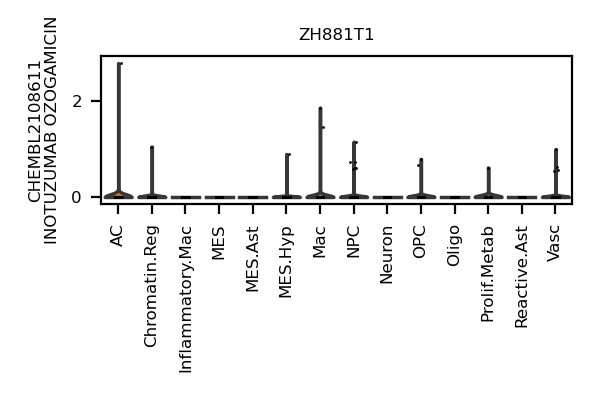 ZH881T1
CHEMBL2108611
INOTUZUMAB OZOGAMICIN
2
0
AC
Chromatin.Reg
Inflammatory.Mac
MES
MES.Ast
MES.Hyp
Mac
NPC
Neuron
OPC
Oligo
Prolif.Metab
Reactive.Ast
Vasc